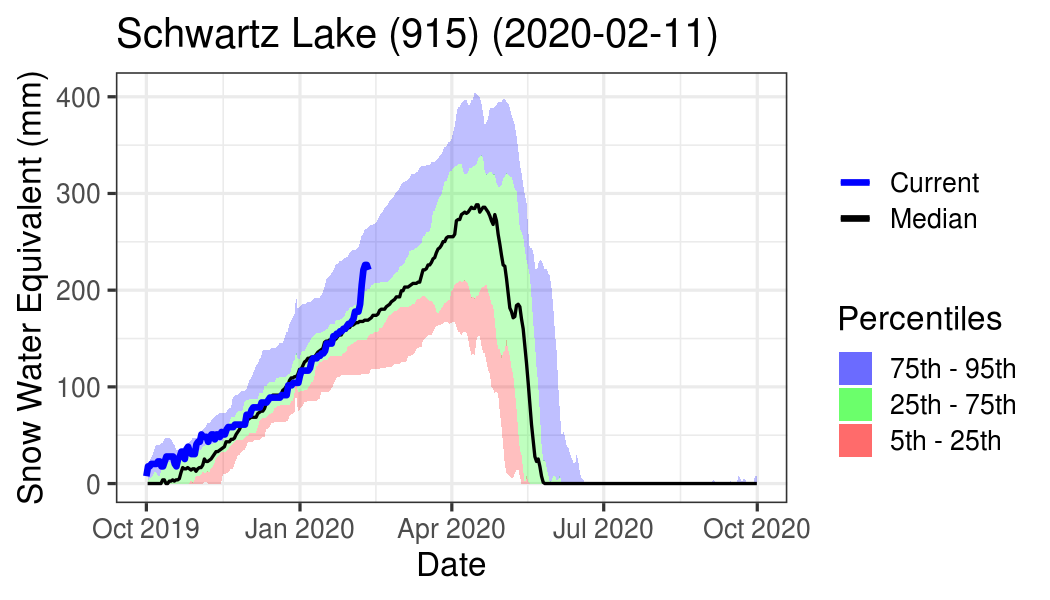 Schwartz Lake (915) (2020-02-11)
Snow Water Equivalent (mm)
400
300
200
100
0
Oct 2019
Jan 2020
Apr 2020
Jul 2020
Oct 2020
Date
Current
Median
Percentiles
75th - 95th
25th - 75th
5th - 25th